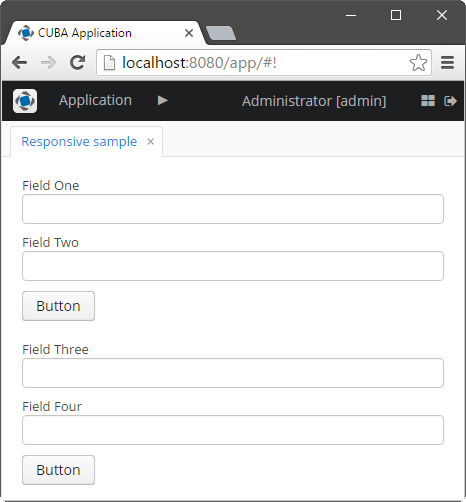 CUBA Application
localhost:8080/app/#!
Application Administrator [admin]
Responsive sample
Field One
Field Two
Button
Field Three
Field Four
Button